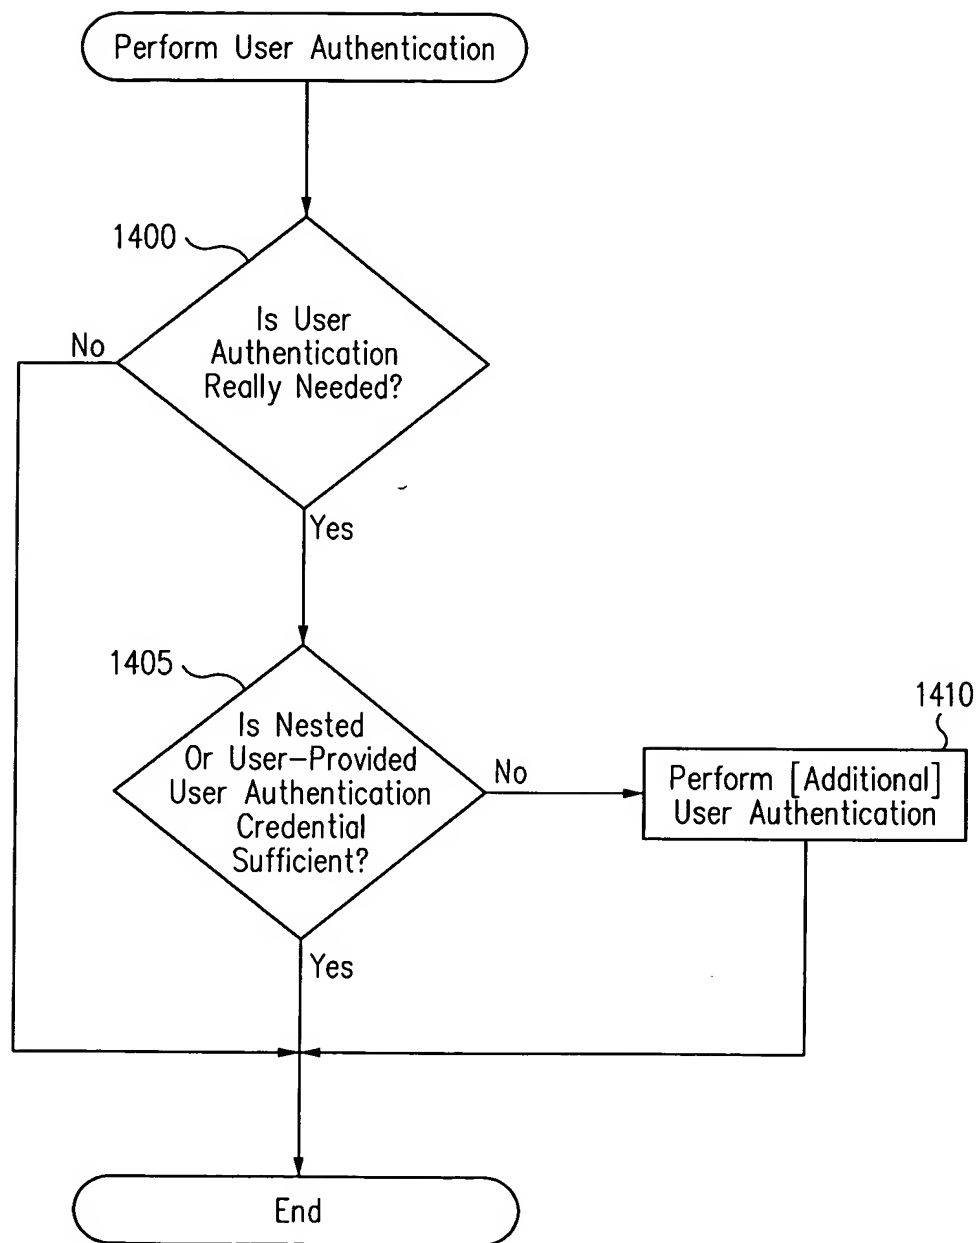 Perform User Authentication
1400
Is User
Authentication
Really Needed?
No
Yes
1405
Is Nested
Or User-Provided
User Authentication
Credential
Sufficient?
No
1410
Perform [Additional]
User Authentication
Yes
End